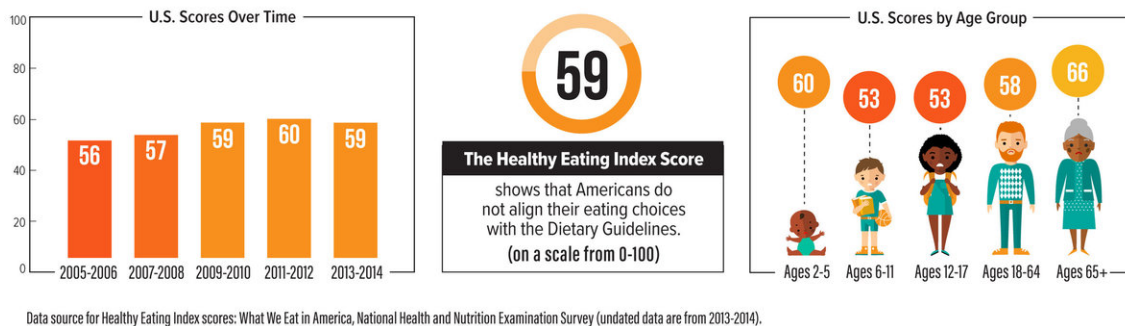 U.S. Scores Over Time
100
80
60
40
20
0
56
57
59
60
59
2005-2006
2007-2008
2009-2010
2011-2012
2013-2014
59
The Healthy Eating Index Score
shows that Americans do
not align their eating choices
with the Dietary Guidelines.
(on a scale from 0-100)
U.S. Scores by Age Group
60
53
53
58
66
Ages 2-5
Ages 6-11
Ages 12-17
Ages 18-64
Ages 65+
Data source for Healthy Eating Index scores: What We Eat in America, National Health and Nutrition Examination Survey (undated data are from 2013-2014).